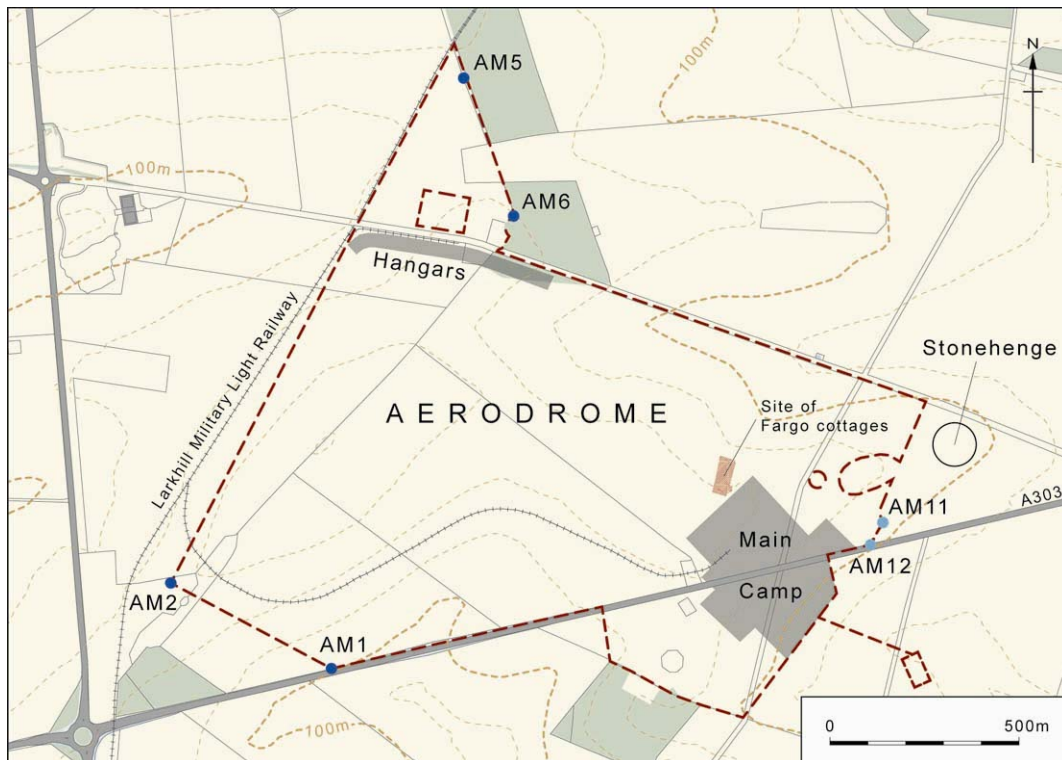 AM5
N
100m
100m
AM6
Hangars
Larkhill Military Light Railway
Stonehenge
AERODROME
Site of
Fargo cottages
A303
AM11
Main
AM12
AM2
Camp
AM1
100m
0 500m